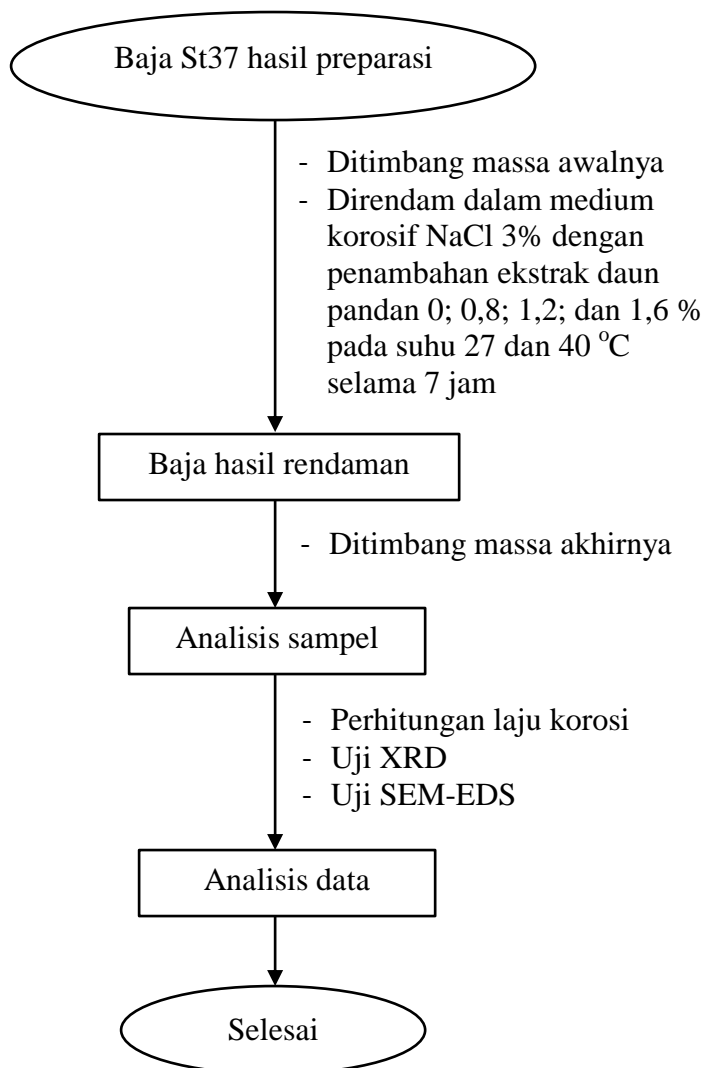 Baja St37 hasil preparasi
- Ditimbang massa awalnya
- Direndam dalam medium
korosif NaCl 3% dengan
penambahan ekstrak daun
pandan 0; 0,8; 1,2; dan 1,6 %
pada suhu 27 dan 40 °C
selama 7 jam
Baja hasil rendaman
- Ditimbang massa akhirnya
Analisis sampel
- Perhitungan laju korosi
- Uji XRD
- Uji SEM-EDS
Analisis data
Selesai